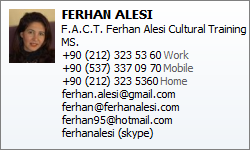 FERHAN ALESI
F.A.C.T. Ferhan Alesi Cultural Training
MS.
+90 (212) 323 53 60 Work
+90 (537) 337 09 70 Mobile
+90 (212) 323 5360 Home
ferhan.alesi@gmail.com
ferhan@ferhanalesi.com
ferhan95@hotmail.com
ferhanalesi (skype)